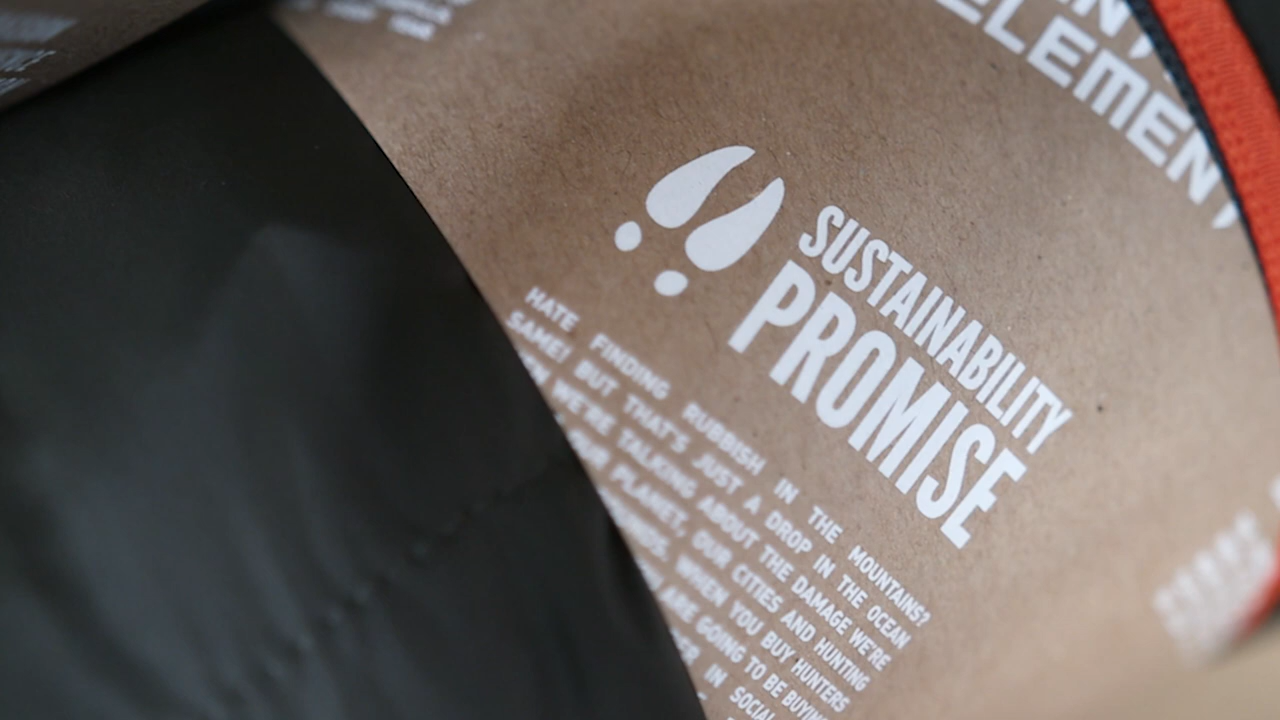 ELEMEN
SUSTAINABILITY
PROMISE
HATE FINDING RUBBISH IN THE MOUNTAINS?
SAME! BUT THAT'S JUST A DROP IN THE OCEAN
WE'RE TALKING ABOUT THE DAMAGE WE'RE
OUR PLANET, OUR CITIES AND HUNTING
WHEN YOU BUY HUNTERS
ARE GOING TO BE BUYING
IN SOCIAL